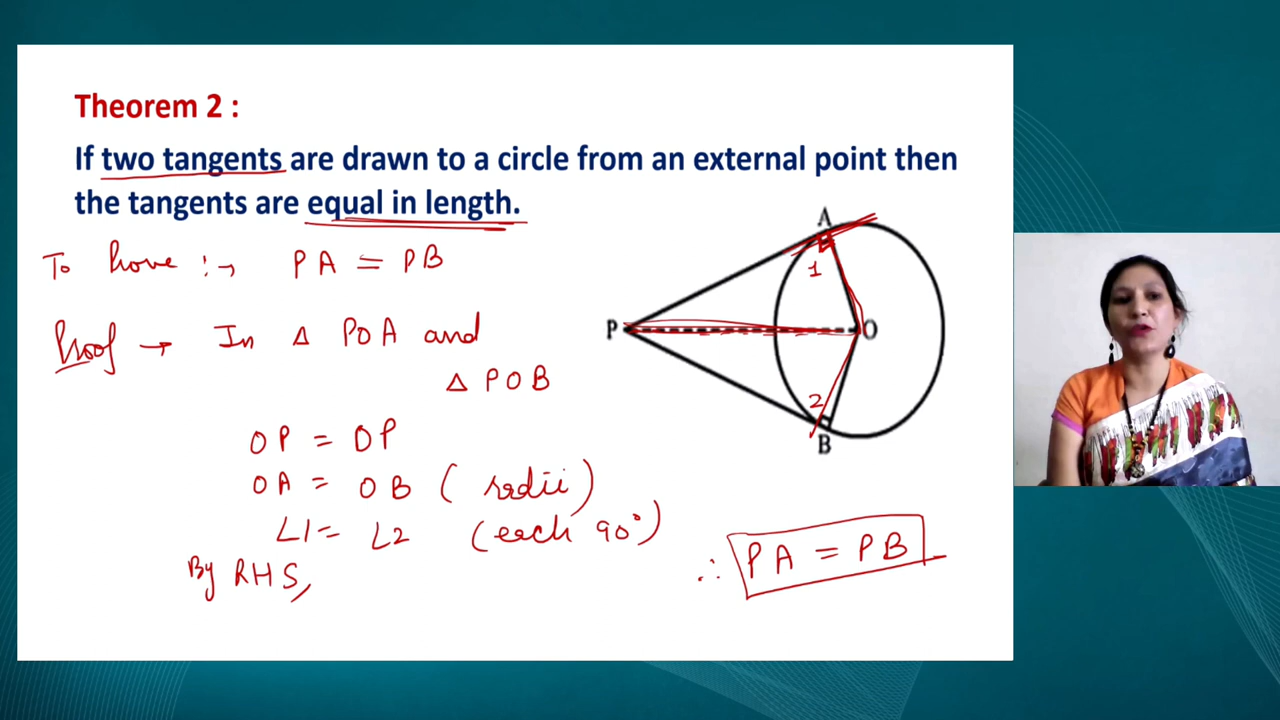 Theorem 2 :
If two tangents are drawn to a circle from an external point then
the tangents are equal in length.
To prove :→ PA = PB
Proof → In △ POA and
△ POB
OP = OP
OA = OB ( radii )
∠1 = ∠2 ( each 90° )
By RHS,
∴ PA = PB
A
1
P
O
2
B